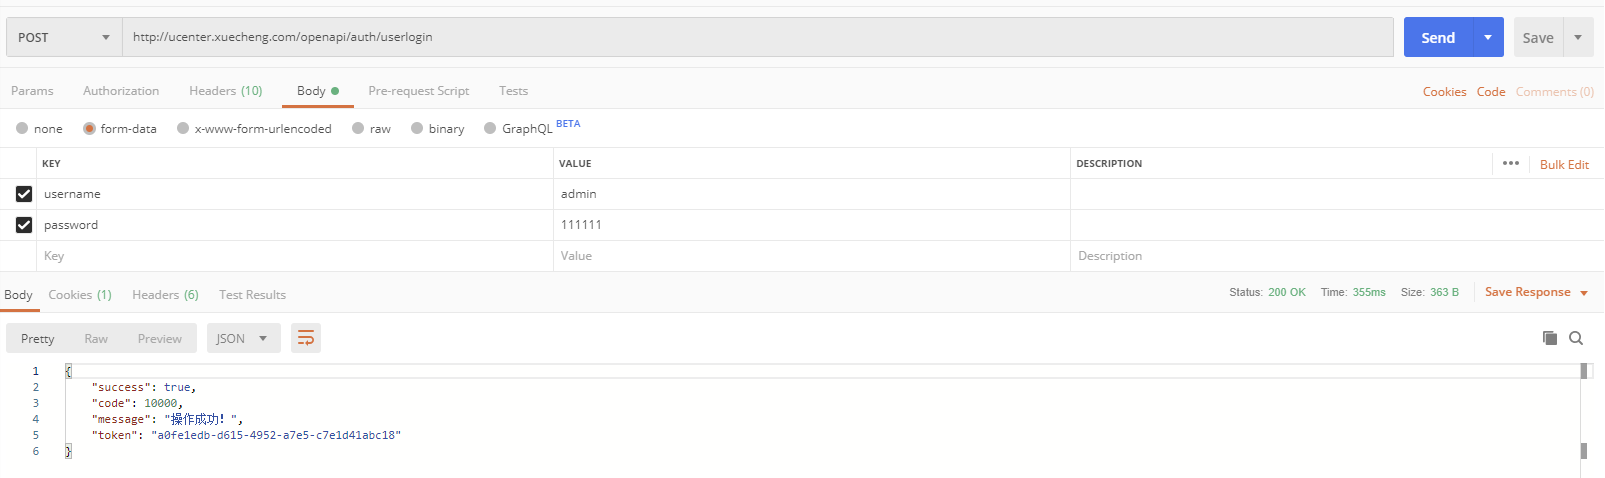 POST http://ucenter.xuecheng.com/openapi/auth/userlogin Send Save
Params Authorization Headers (10) Body Pre-request Script Tests Cookies Code Comments (0)
none form-data x-www-form-urlencoded raw binary GraphQL BETA
KEY VALUE DESCRIPTION ••• Bulk Edit
username admin
password 111111
Key Value Description
Body Cookies (1) Headers (6) Test Results Status: 200 OK Time: 355ms Size: 363 B Save Response
Pretty Raw Preview JSON
1 {
2 "success": true,
3 "code": 10000,
4 "message": "操作成功！",
5 "token": "a0fe1edb-d615-4952-a7e5-c7e1d41abc18"
6 }